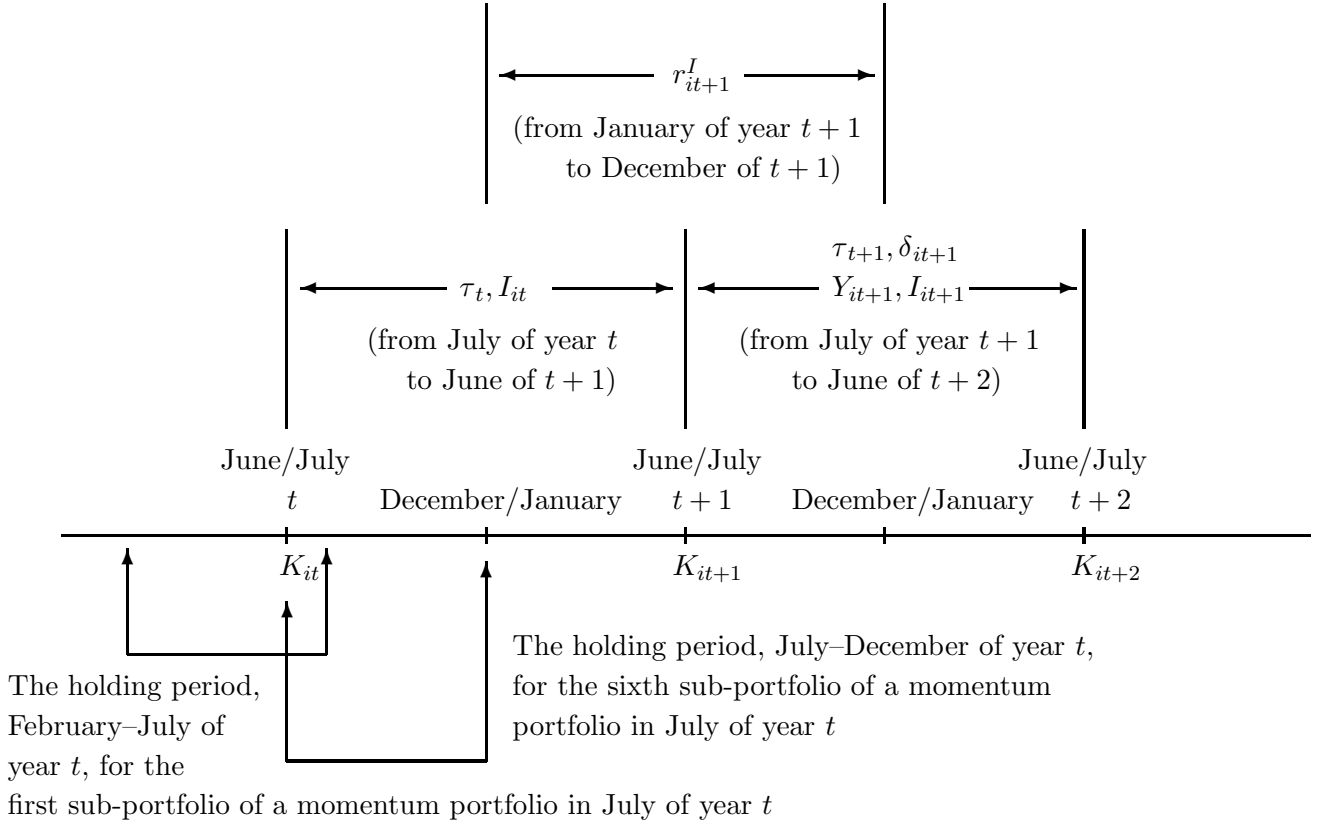 r^I_{it+1}
(from January of year t + 1
to December of t + 1)
τ_{t+1}, δ_{it+1}
τ_t, I_{it}
Y_{it+1}, I_{it+1}
(from July of year t
to June of t + 1)
(from July of year t + 1
to June of t + 2)
June/July
t
December/January
June/July
t + 1
December/January
June/July
t + 2
K_{it}
K_{it+1}
K_{it+2}
The holding period, July–December of year t,
for the sixth sub-portfolio of a momentum
portfolio in July of year t
The holding period,
February–July of
year t, for the
first sub-portfolio of a momentum portfolio in July of year t